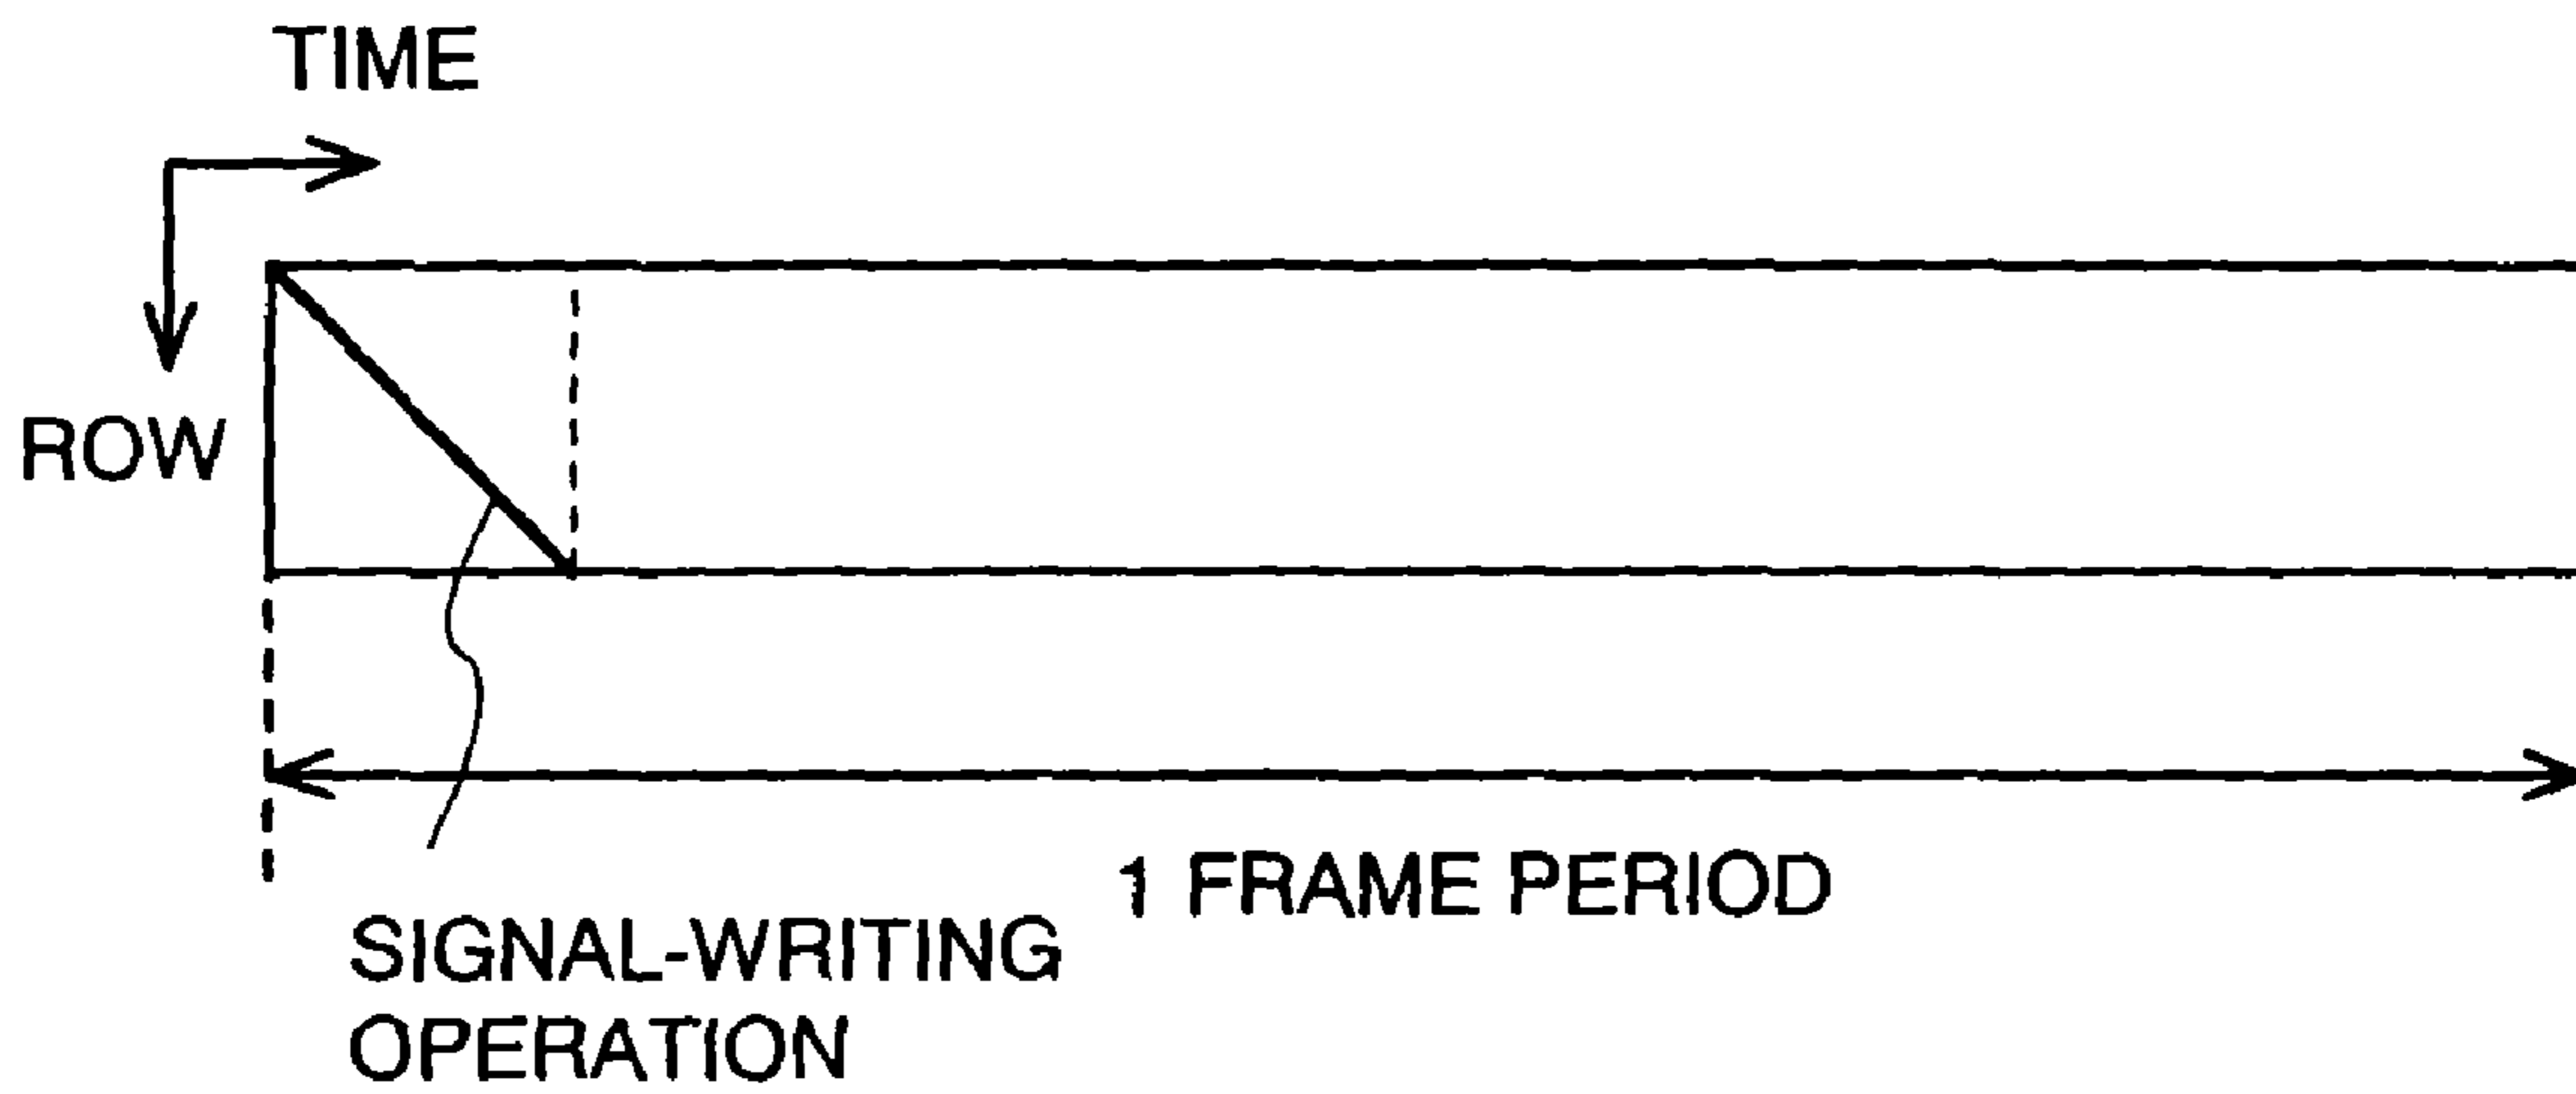 TIME
ROW
1 FRAME PERIOD
SIGNAL-WRITING
OPERATION